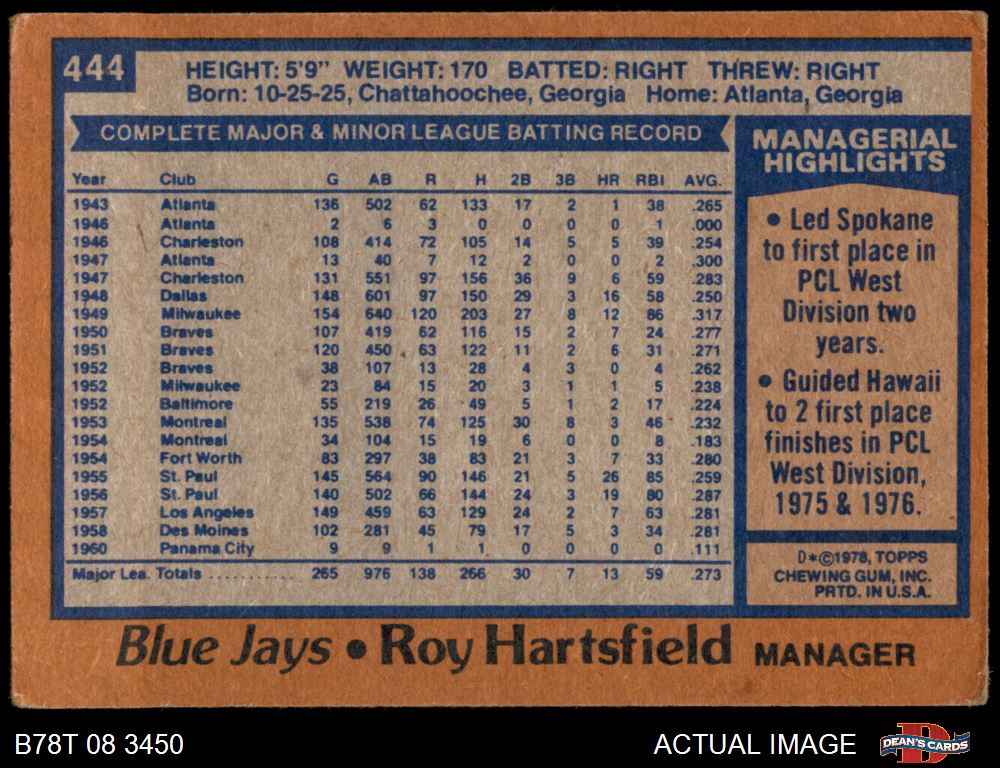 444
HEIGHT: 5'9" WEIGHT: 170 BATTED: RIGHT THREW: RIGHT
Born: 10-25-25, Chattahoochee, Georgia Home: Atlanta, Georgia
COMPLETE MAJOR & MINOR LEAGUE BATTING RECORD
Year Club G AB R H 2B 3B HR RBI AVG.
1943 Atlanta 136 502 62 133 17 2 1 38 .265
1946 Atlanta 2 6 3 0 0 0 0 1 .000
1946 Charleston 108 414 72 105 14 5 5 39 .254
1947 Atlanta 13 40 7 12 2 0 0 2 .300
1947 Charleston 131 551 97 156 36 9 6 59 .283
1948 Dallas 148 601 97 150 29 3 16 58 .250
1949 Milwaukee 154 640 120 203 27 8 12 86 .317
1950 Braves 107 419 62 116 15 2 7 24 .277
1951 Braves 120 450 63 122 11 2 6 31 .271
1952 Braves 38 107 13 28 4 3 0 4 .262
1952 Milwaukee 23 84 15 20 3 1 1 5 .238
1952 Baltimore 55 219 26 49 5 1 2 17 .224
1953 Montreal 135 538 74 125 30 8 3 46 .232
1954 Montreal 34 104 15 19 6 0 0 8 .183
1954 Fort Worth 83 297 38 83 21 3 7 33 .280
1955 St. Paul 145 564 90 146 21 5 26 85 .259
1956 St. Paul 140 502 66 144 24 3 19 80 .287
1957 Los Angeles 149 459 63 129 24 2 7 63 .281
1958 Des Moines 102 281 45 79 17 5 3 34 .281
1960 Panama City 9 9 1 1 0 0 0 0 .111
Major Lea. Totals ........... 265 976 138 266 30 7 13 59 .273
MANAGERIAL
HIGHLIGHTS
• Led Spokane
to first place in
PCL West
Division two
years.
• Guided Hawaii
to 2 first place
finishes in PCL
West Division,
1975 & 1976.
D*©1978, TOPPS
CHEWING GUM, INC.
PRTD. IN U.S.A.
Blue Jays • Roy Hartsfield MANAGER
B78T 08 3450
ACTUAL IMAGE
DEAN'S CARDS